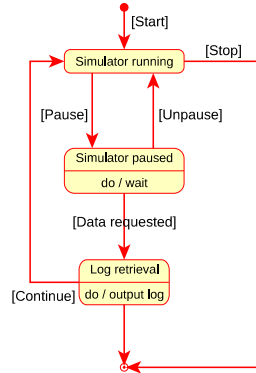 [Start]
Simulator running
[Stop]
[Pause]
[Unpause]
Simulator paused
do / wait
[Data requested]
Log retrieval
do / output log
[Continue]